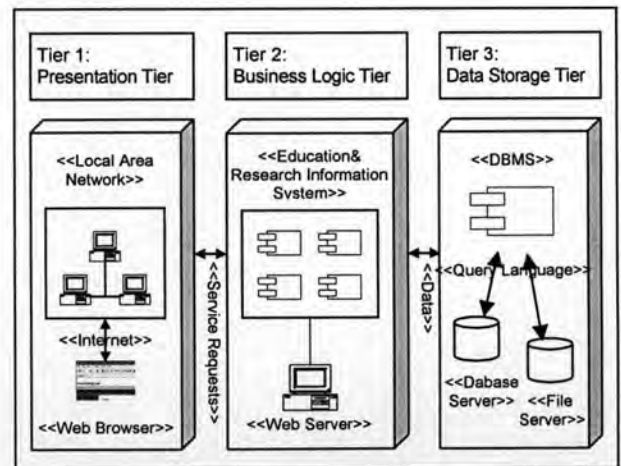 Tier 1:
Presentation Tier
Tier 2:
Business Logic Tier
Tier 3:
Data Storage Tier
<<Local Area
Network>>
<<Internet>>
<<Web Browser>>
<<Service Requests>>
<<Education&
Research Information
System>>
<<Web Server>>
<<Data>>
<<DBMS>>
<<Query Language>>
<<Dabase
Server>>
<<File
Server>>